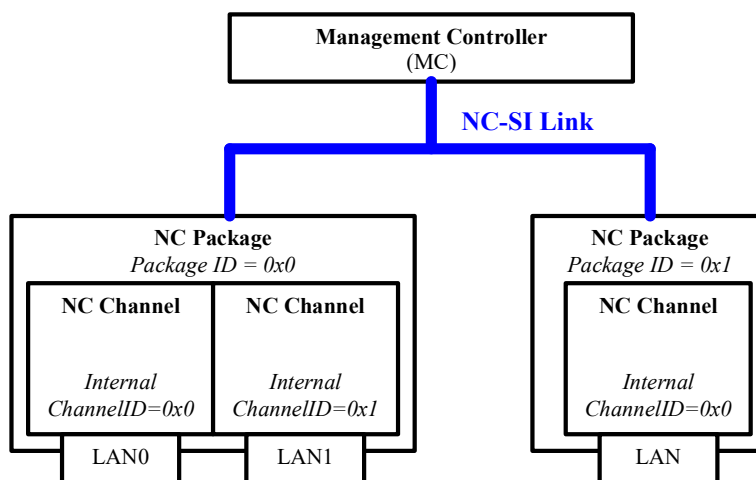 Management Controller
(MC)
NC-SI Link
NC Package
Package ID = 0x0
NC Channel
Internal
ChannelID=0x0
NC Channel
Internal
ChannelID=0x1
LAN0
LAN1
NC Package
Package ID = 0x1
NC Channel
Internal
ChannelID=0x0
LAN